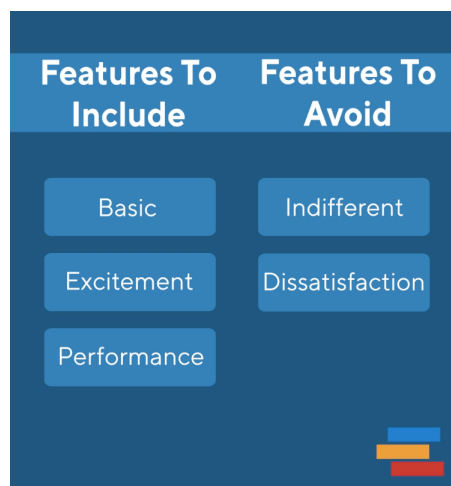 Features To
Include
Features To
Avoid
Basic
Indifferent
Excitement
Dissatisfaction
Performance